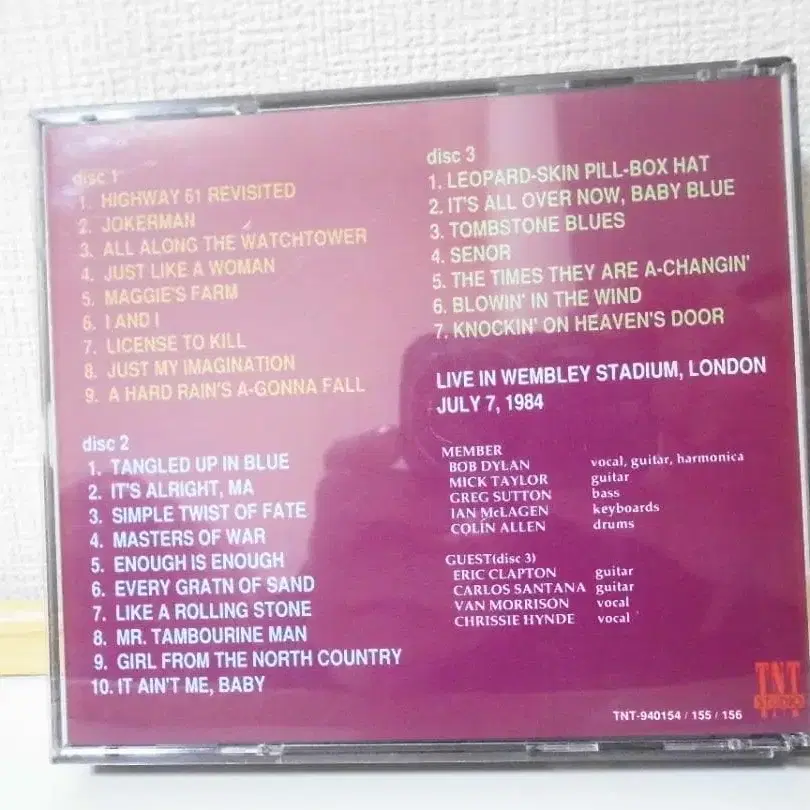 disc 1
1. HIGHWAY 61 REVISITED
2. JOKERMAN
3. ALL ALONG THE WATCHTOWER
4. JUST LIKE A WOMAN
5. MAGGIE'S FARM
6. I AND I
7. LICENSE TO KILL
8. JUST MY IMAGINATION
9. A HARD RAIN'S A-GONNA FALL
disc 2
1. TANGLED UP IN BLUE
2. IT'S ALRIGHT, MA
3. SIMPLE TWIST OF FATE
4. MASTERS OF WAR
5. ENOUGH IS ENOUGH
6. EVERY GRATN OF SAND
7. LIKE A ROLLING STONE
8. MR. TAMBOURINE MAN
9. GIRL FROM THE NORTH COUNTRY
10. IT AIN'T ME, BABY
disc 3
1. LEOPARD-SKIN PILL-BOX HAT
2. IT'S ALL OVER NOW, BABY BLUE
3. TOMBSTONE BLUES
4. SENOR
5. THE TIMES THEY ARE A-CHANGIN'
6. BLOWIN' IN THE WIND
7. KNOCKIN' ON HEAVEN'S DOOR
LIVE IN WEMBLEY STADIUM, LONDON
JULY 7, 1984
MEMBER
BOB DYLAN vocal, guitar, harmonica
MICK TAYLOR guitar
GREG SUTTON bass
IAN McLAGEN keyboards
COLIN ALLEN drums
GUEST(disc 3)
ERIC CLAPTON guitar
CARLOS SANTANA guitar
VAN MORRISON vocal
CHRISSIE HYNDE vocal
TNT
STUDIO
TNT-940154 / 155 / 156